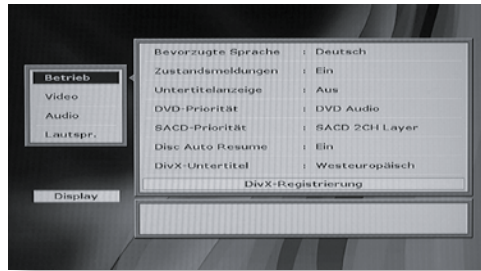 Betrieb
Video
Audio
Lautspr.
Display
Bevorzugte Sprache : Deutsch
Zustandsmeldungen : Ein
Untertitelanzeige : Aus
DVD-Priorität : DVD Audio
SACD-Priorität : SACD 2CH Layer
Disc Auto Resume : Ein
DivX-Untertitel : Westeuropäisch
DivX-Registrierung